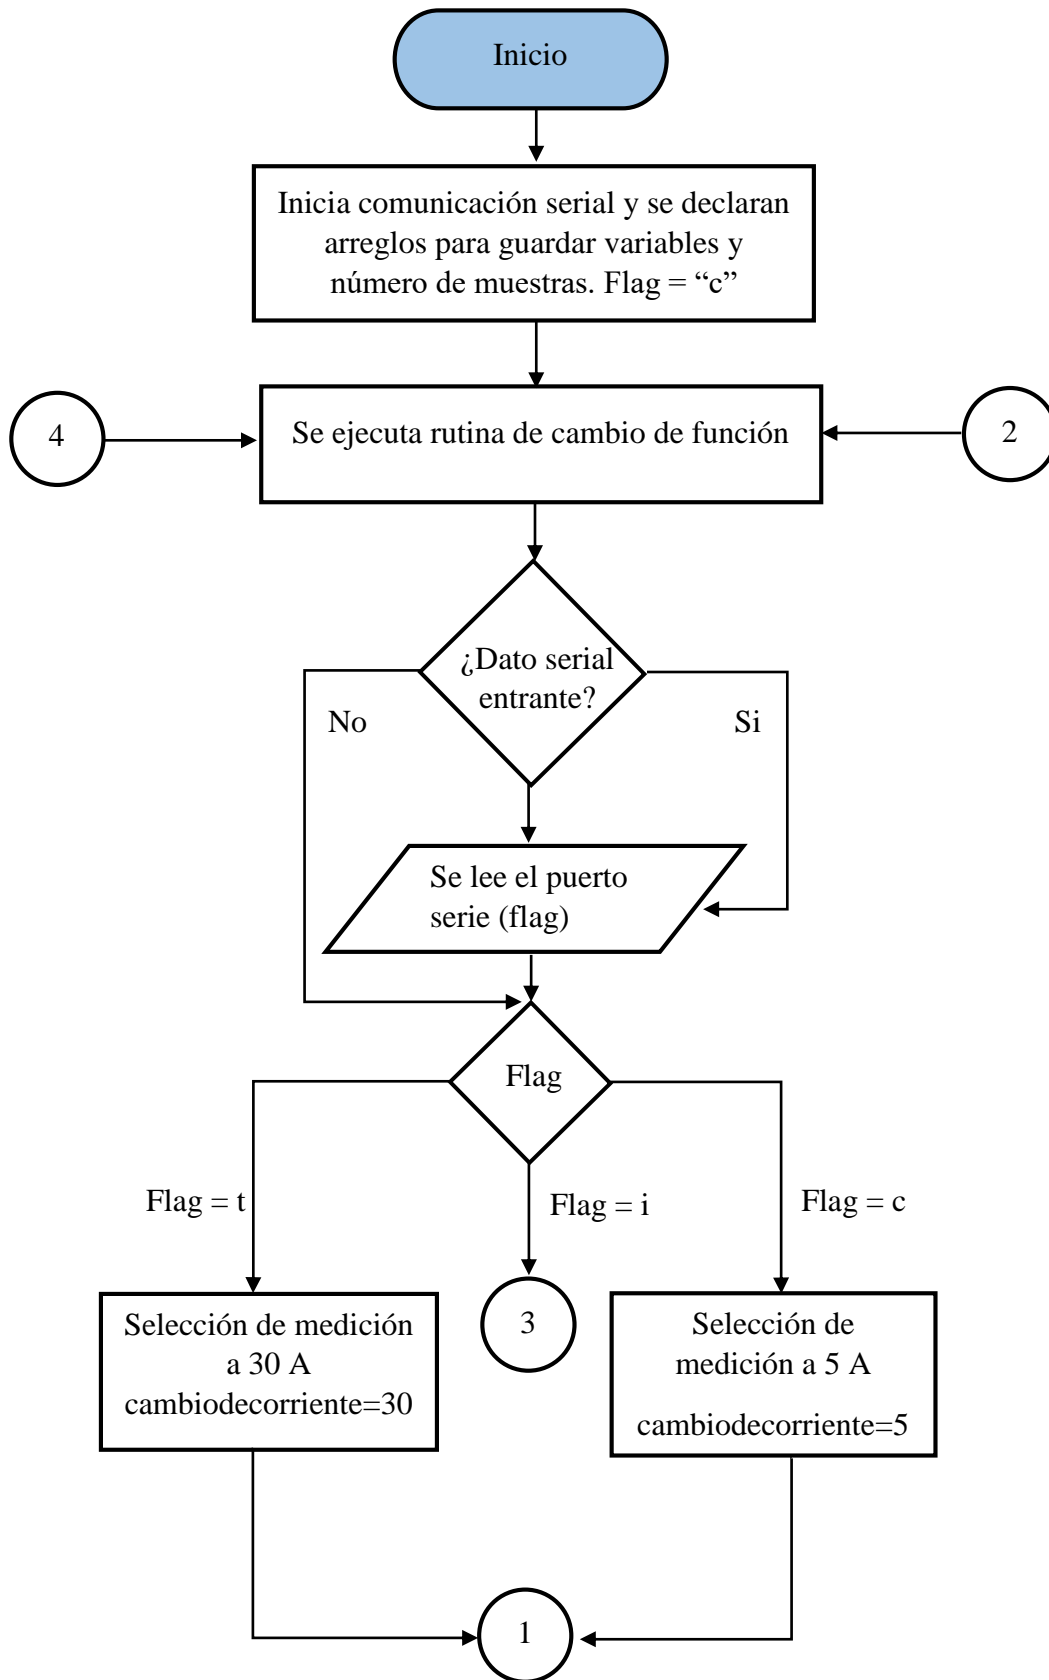 Inicio
Inicia comunicación serial y se declaran
arreglos para guardar variables y
número de muestras. Flag = “c”
4
Se ejecuta rutina de cambio de función
2
¿Dato serial
entrante?
No
Si
Se lee el puerto
serie (flag)
Flag
Flag = t
Flag = i
Flag = c
Selección de medición
a 30 A
cambiodecorriente=30
3
Selección de
medición a 5 A
cambiodecorriente=5
1